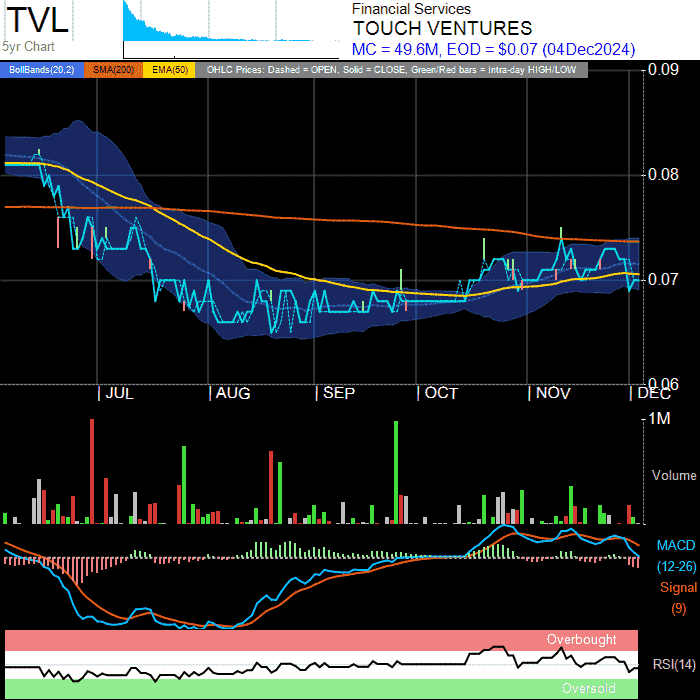 TVL
5yr Chart
Financial Services
TOUCH VENTURES
MC = 49.6M, EOD = $0.07 (04Dec2024)
BollBands(20,2) SMA(200) EMA(50) OHLC Prices: Dashed = OPEN, Solid = CLOSE, Green/Red bars = Intra-day HIGH/LOW
0.09
0.08
0.07
0.06
JUL AUG SEP OCT NOV DEC
1M
Volume
MACD
(12-26)
Signal
(9)
Overbought
RSI(14)
Oversold